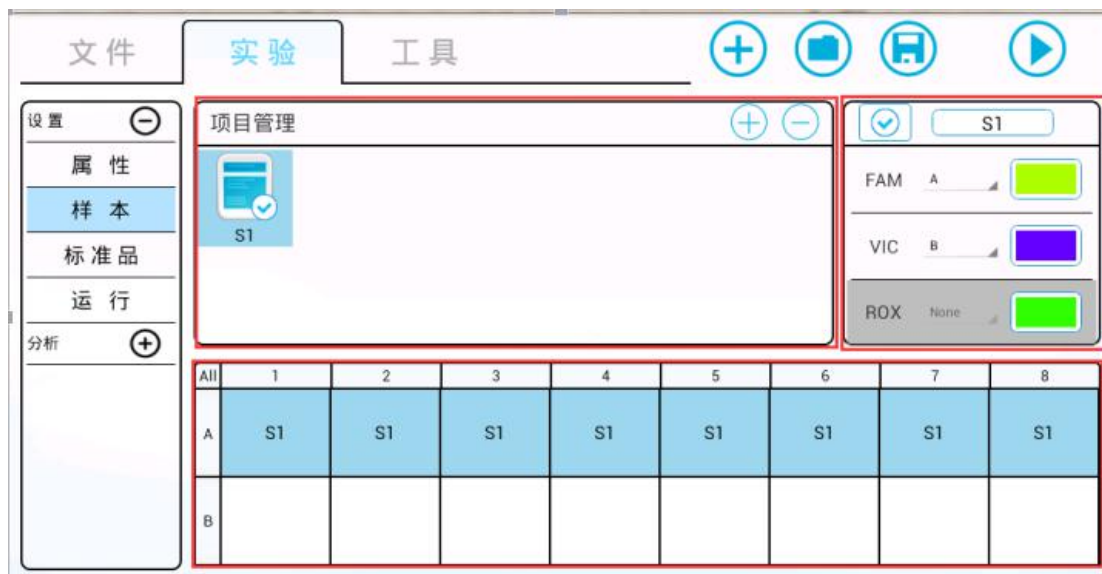 文件 实验 工具
设置
属性
样本
标准品
运行
分析
项目管理
S1
S1
FAM A
VIC B
ROX None
All 1 2 3 4 5 6 7 8
A S1 S1 S1 S1 S1 S1 S1 S1
B